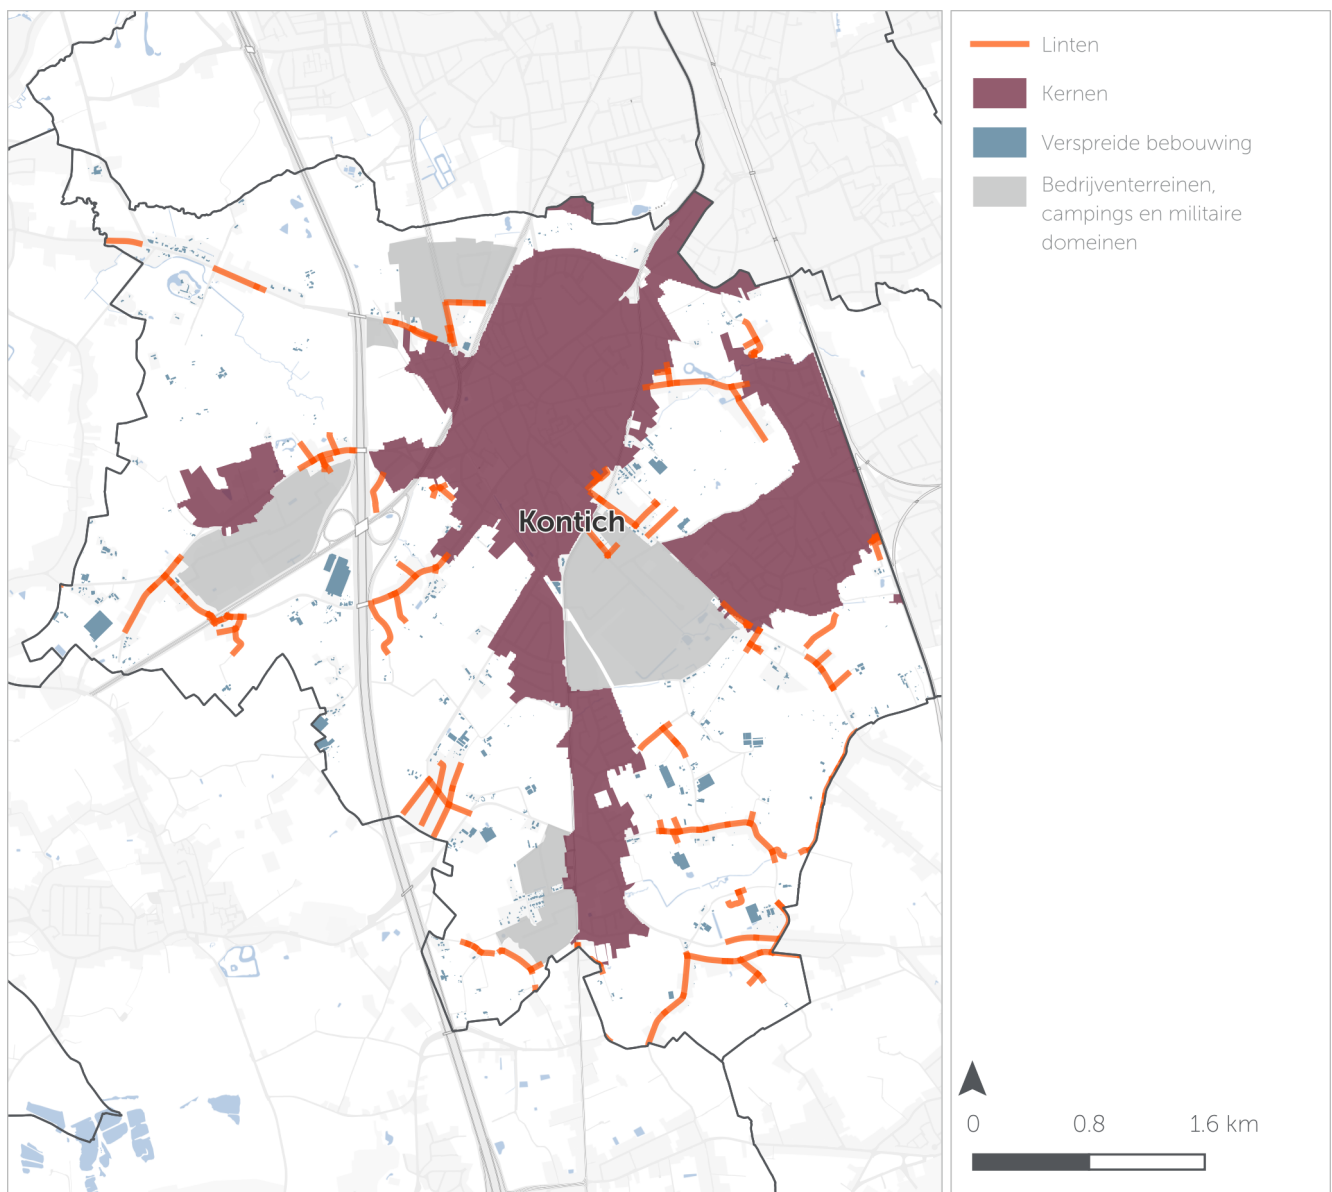 Kontich
Linten
Kernen
Verspreide bebouwing
Bedrijventerreinen,
campings en militaire
domeinen
0 0.8 1.6 km